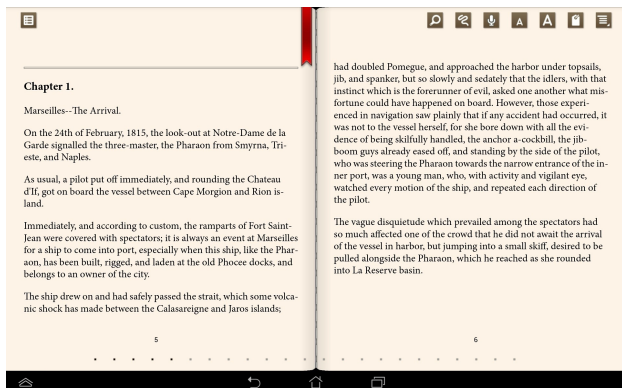 A
A
Chapter 1.
Marseilles--The Arrival.
On the 24th of February, 1815, the look-out at Notre-Dame de la
Garde signalled the three-master, the Pharaon from Smyrna, Tri-
este, and Naples.
As usual, a pilot put off immediately, and rounding the Chateau
d'If, got on board the vessel between Cape Morgion and Rion is-
land.
Immediately, and according to custom, the ramparts of Fort Saint-
Jean were covered with spectators; it is always an event at Marseilles
for a ship to come into port, especially when this ship, like the Phar-
aon, has been built, rigged, and laden at the old Phocee docks, and
belongs to an owner of the city.
The ship drew on and had safely passed the strait, which some volca-
nic shock has made between the Calasareigne and Jaros islands;
5
had doubled Pomegue, and approached the harbor under topsails,
jib, and spanker, but so slowly and sedately that the idlers, with that
instinct which is the forerunner of evil, asked one another what mis-
fortune could have happened on board. However, those experi-
enced in navigation saw plainly that if any accident had occurred, it
was not to the vessel herself, for she bore down with all the evi-
dence of being skilfully handled, the anchor a-cockbill, the jib-
boom guys already eased off, and standing by the side of the pilot,
who was steering the Pharaon towards the narrow entrance of the in-
ner port, was a young man, who, with activity and vigilant eye,
watched every motion of the ship, and repeated each direction of
the pilot.
The vague disquietude which prevailed among the spectators had
so much affected one of the crowd that he did not await the arrival
of the vessel in harbor, but jumping into a small skiff, desired to be
pulled alongside the Pharaon, which he reached as she rounded
into La Reserve basin.
6